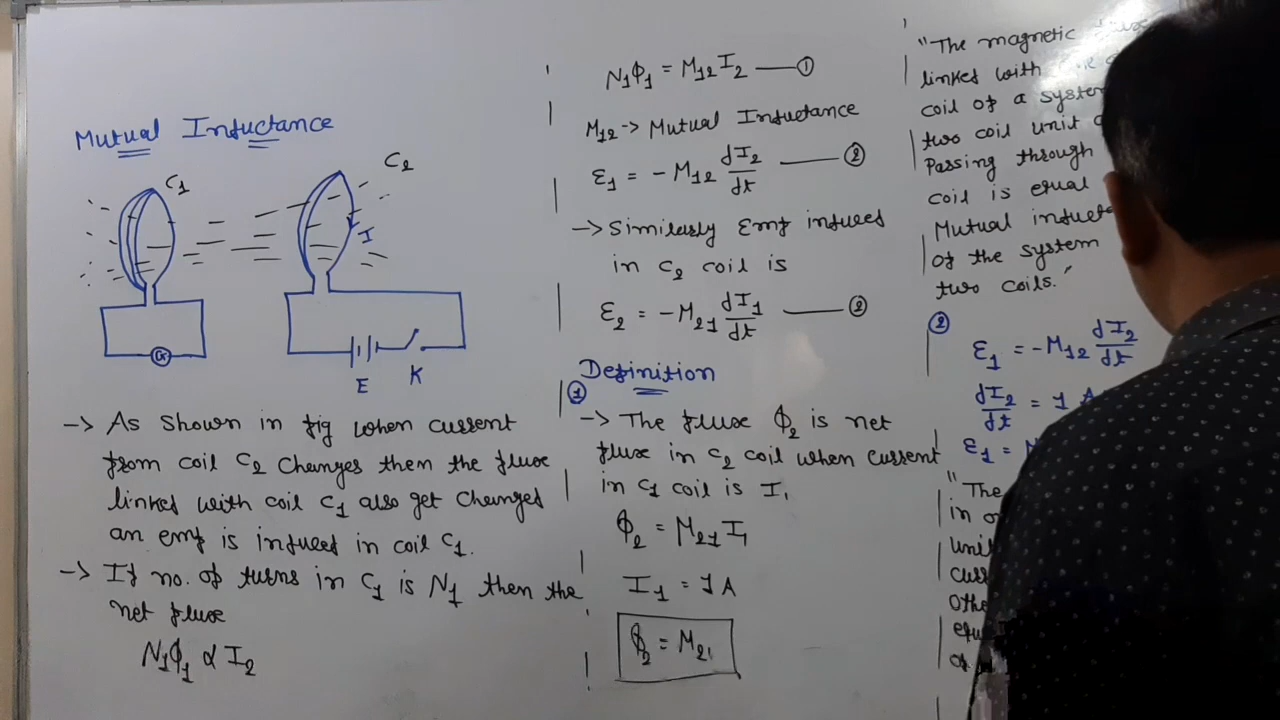 Mutual Inductance
C1
C2
I
G
E
K
-> As shown in fig when current
from coil C2 changes then the flux
linked with coil C1 also get changes
an emf is induced in coil C1.
-> If no. of turns in C1 is N1 then the
net flux
N1Φ1 ∝ I2
N1Φ1 = M12 I2 — ①
M12 -> Mutual Inductance
ε1 = - M12 dI2/dt — ②
-> Similarly Emf induced
in C2 coil is
ε2 = - M21 dI1/dt — ②
Definition
① -> The flux Φ2 is net
flux in C2 coil when current
in C1 coil is I1
Φ2 = M21 I1
I1 = 1 A
Φ2 = M21
"The magnetic
linked with
coil of a system
two coil unit
Passing through
coil is equal
Mutual
of the system
two coils."
② ε1 = - M12 dI2/dt
dI2/dt = 1 A
ε1 =
"The
in